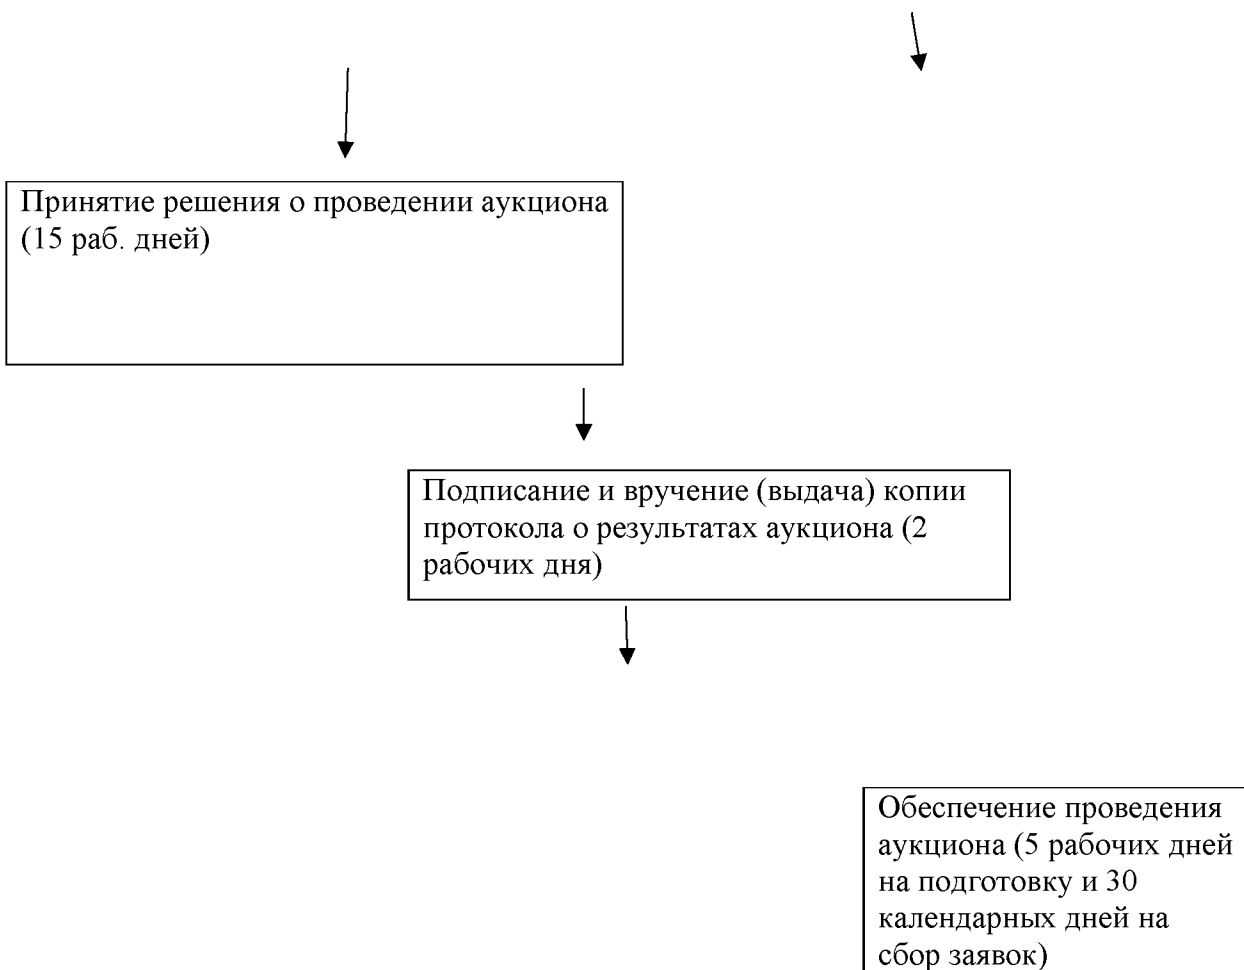 Принятие решения о проведении аукциона
(15 раб. дней)
Подписание и вручение (выдача) копии
протокола о результатах аукциона (2
рабочих дня)
Обеспечение проведения
аукциона (5 рабочих дней
на подготовку и 30
календарных дней на
сбор заявок)